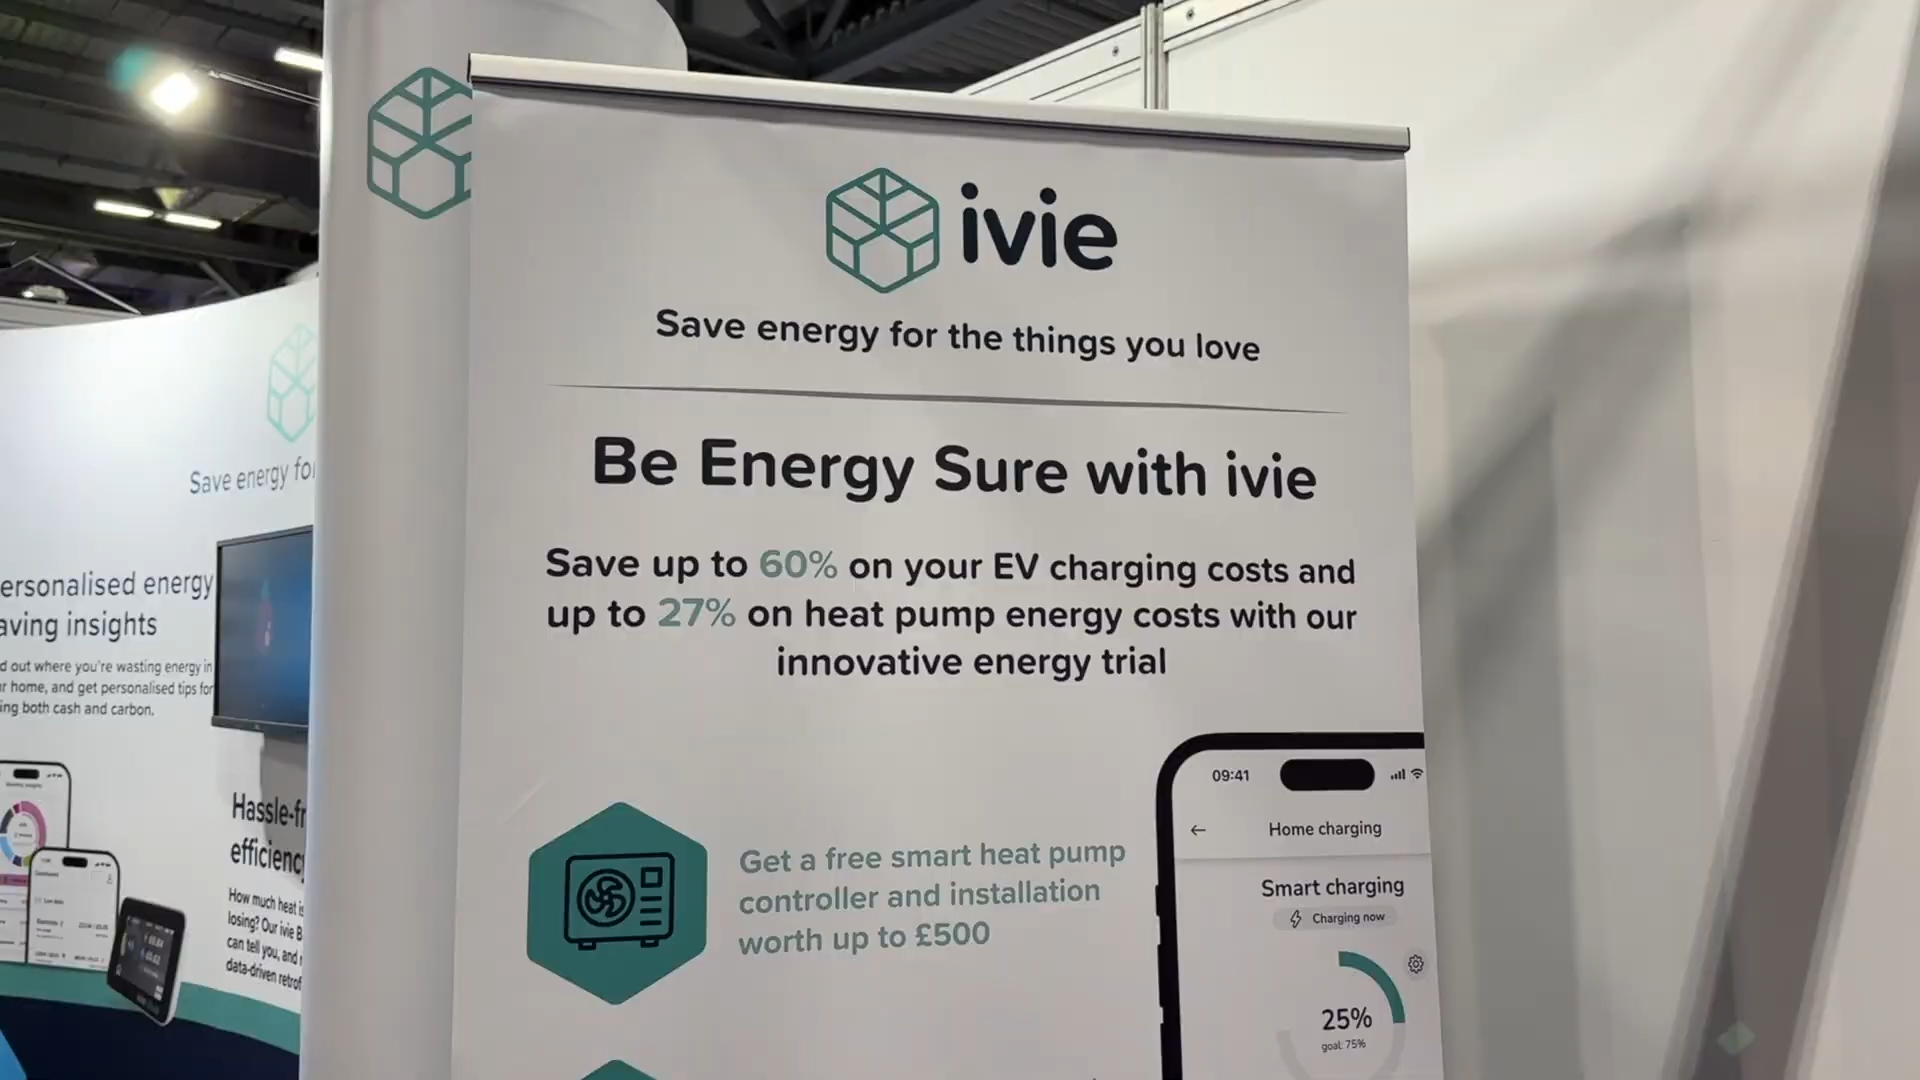 ivie
Save energy for the things you love
Be Energy Sure with ivie
Save up to 60% on your EV charging costs and
up to 27% on heat pump energy costs with our
innovative energy trial
Get a free smart heat pump
controller and installation
worth up to £500
09:41
Home charging
Smart charging
Charging now
25%
goal: 75%
Save energy for
ersonalised energy
aving insights
d out where you're wasting energy in
r home, and get personalised tips for
ing both cash and carbon.
Hassle-fr
efficienc
How much heat is
losing? Our ivie B
can tell you, and
data-driven retrof